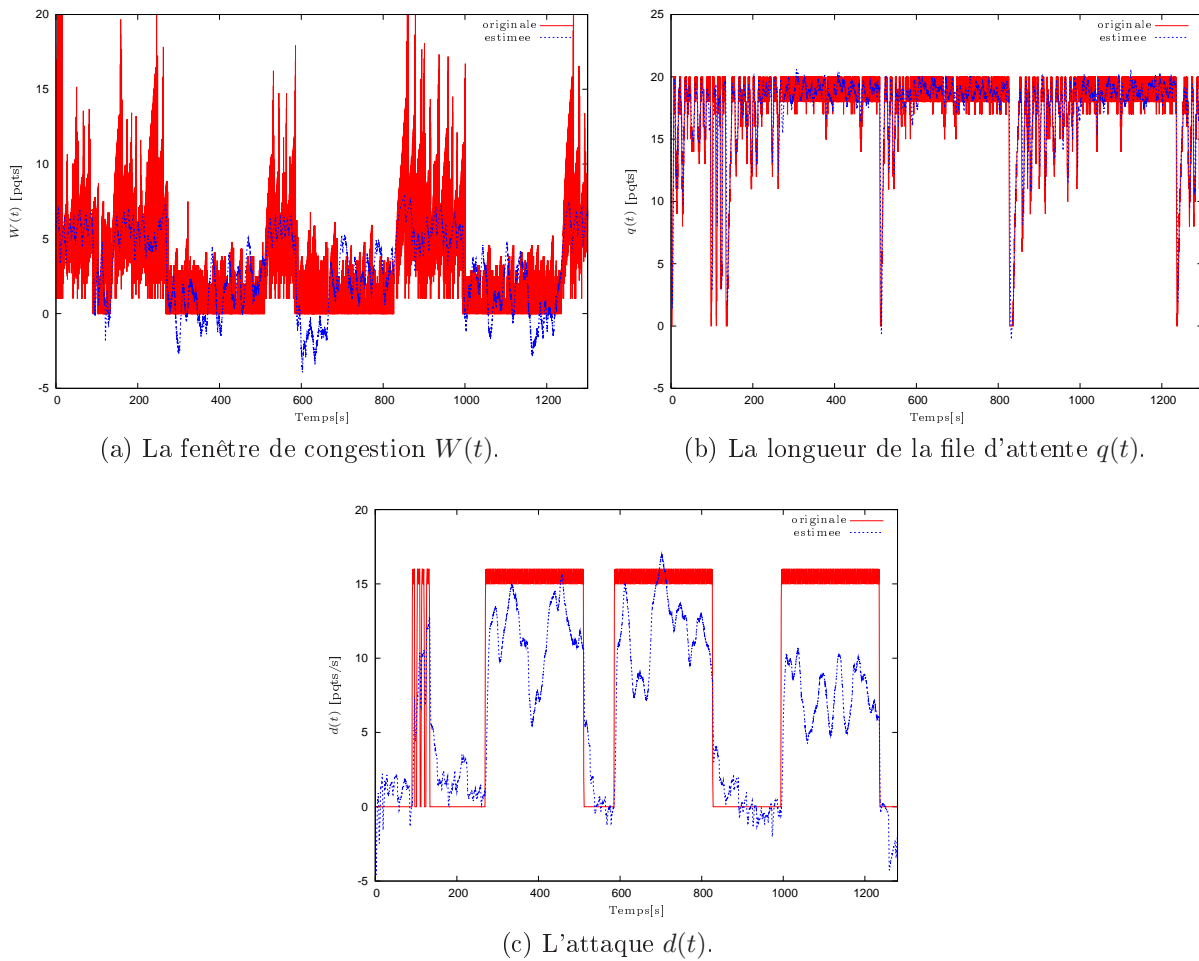 20
15
10
5
0
-5
0 200 400 600 800 1000 1200
W(t) [pqts]
Temps[s]
originale
estimee
(a) La fenêtre de congestion W(t).
25
20
15
10
5
0
-5
0 200 400 600 800 1000 1200
q(t) [pqts]
Temps[s]
originale
estimee
(b) La longueur de la file d'attente q(t).
20
15
10
5
0
-5
0 200 400 600 800 1000 1200
d(t) [pqts/s]
Temps[s]
originale
estimee
(c) L'attaque d(t).